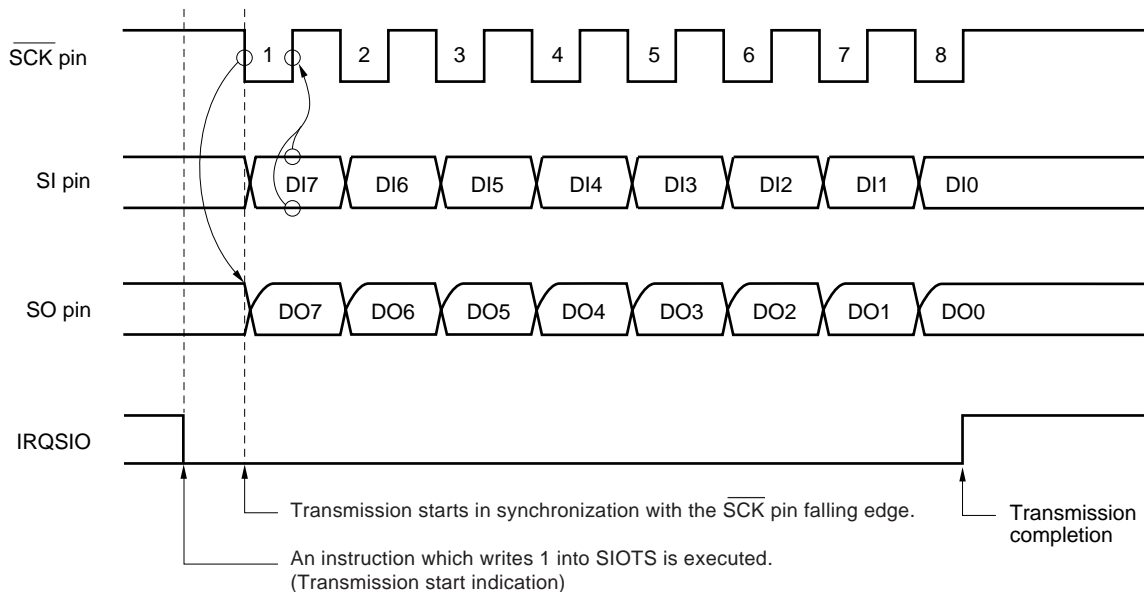 SCK pin
1 2 3 4 5 6 7 8
SI pin
DI7 DI6 DI5 DI4 DI3 DI2 DI1 DI0
SO pin
DO7 DO6 DO5 DO4 DO3 DO2 DO1 DO0
IRQSIO
Transmission starts in synchronization with the SCK pin falling edge.
Transmission
completion
An instruction which writes 1 into SIOTS is executed.
(Transmission start indication)